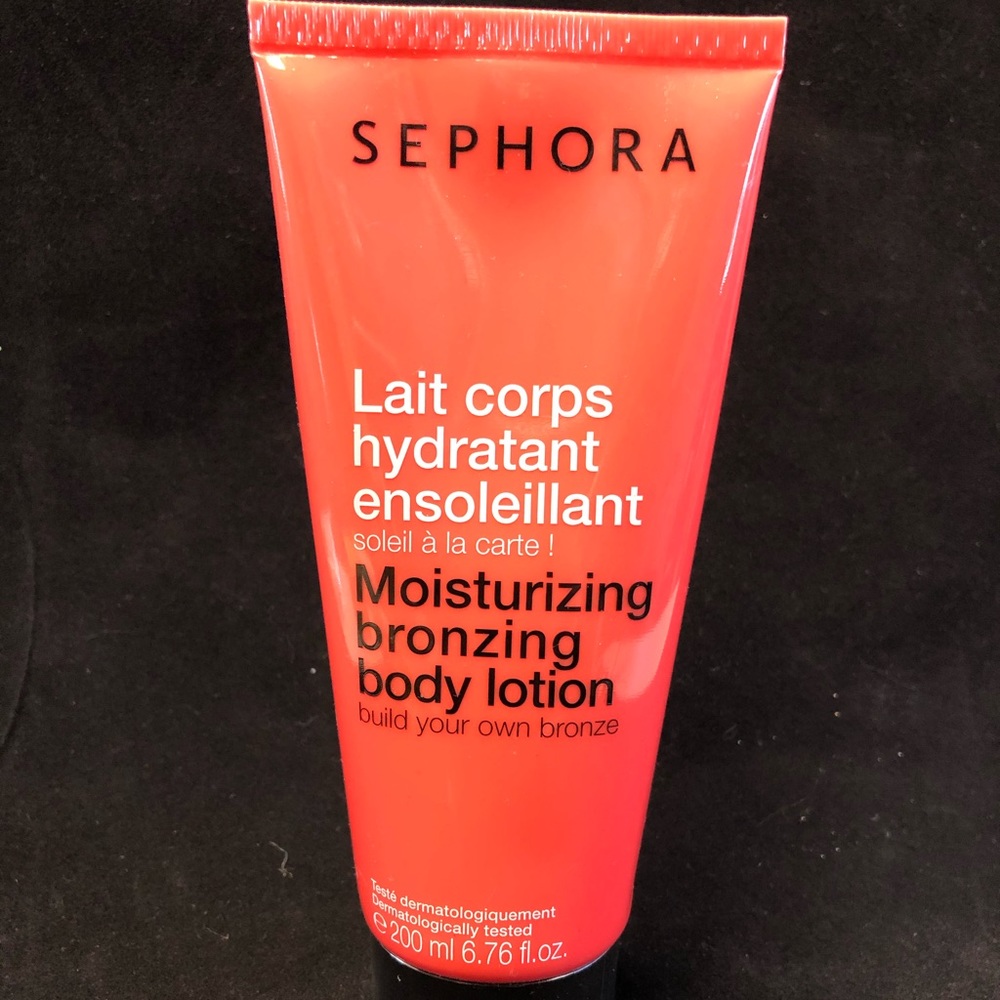 SEPHORA
Lait corps
hydratant
ensoleillant
soleil à la carte !
Moisturizing
bronzing
body lotion
build your own bronze
Testé dermatologiquement
Dermatologically tested
℮ 200 ml 6.76 fl.oz.